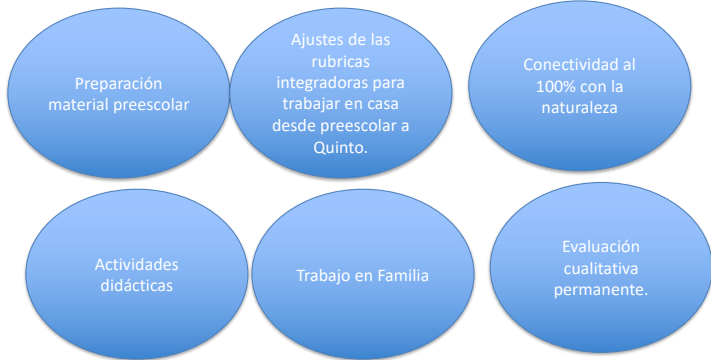 Preparación
material preescolar
Ajustes de las
rubricas
integradoras para
trabajar en casa
desde preescolar a
Quinto.
Conectividad al
100% con la
naturaleza
Actividades
didácticas
Trabajo en Familia
Evaluación
cualitativa
permanente.